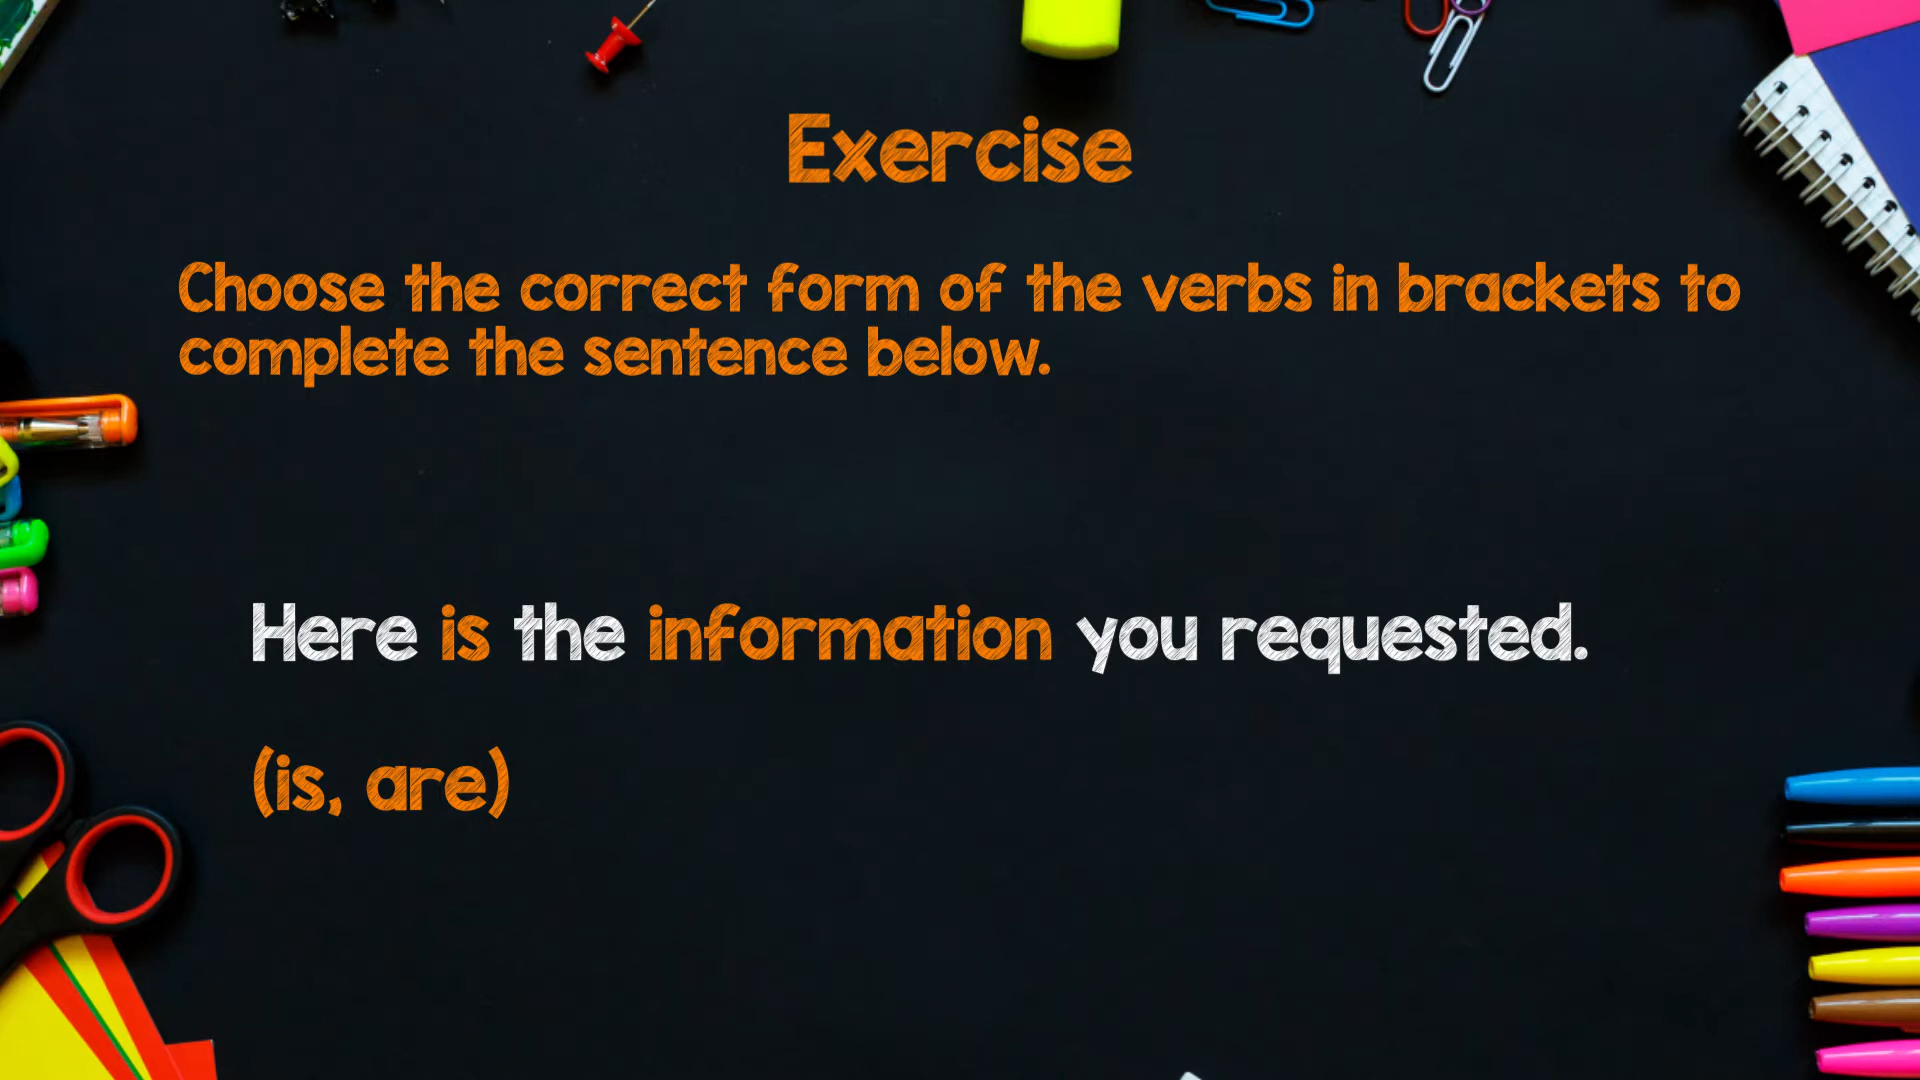 Exercise
Choose the correct form of the verbs in brackets to
complete the sentence below.
Here is the information you requested.
(is, are)